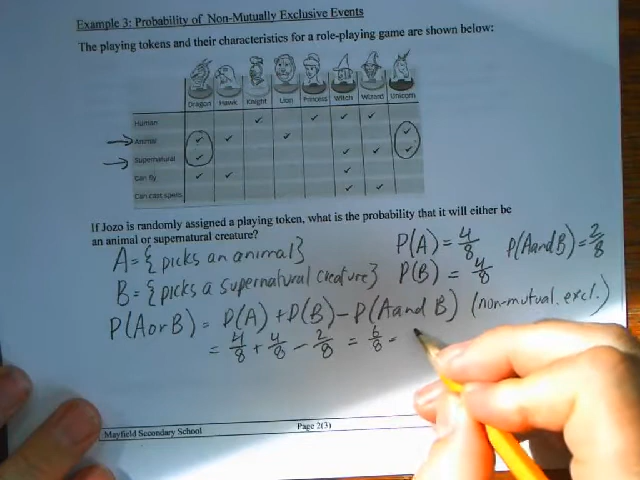 Example 3: Probability of Non-Mutually Exclusive Events
The playing tokens and their characteristics for a role-playing game are shown below:
Dragon Hawk Knight Lion Princess Witch Wizard Unicorn
Human ✓ ✓ ✓ ✓
→ Animal ✓ ✓ ✓ ✓
→ Supernatural ✓ ✓ ✓ ✓
Can fly ✓ ✓ ✓
Can cast spells ✓ ✓
If Jozo is randomly assigned a playing token, what is the probability that it will either be
an animal or supernatural creature?
A = {picks an animal} P(A) = 4/8 P(A and B) = 2/8
B = {picks a supernatural creature} P(B) = 4/8
P(A or B) = P(A) + P(B) - P(A and B) (non-mutual. excl.)
= 4/8 + 4/8 - 2/8 = 6/8 -
Mayfield Secondary School Page 2(3)